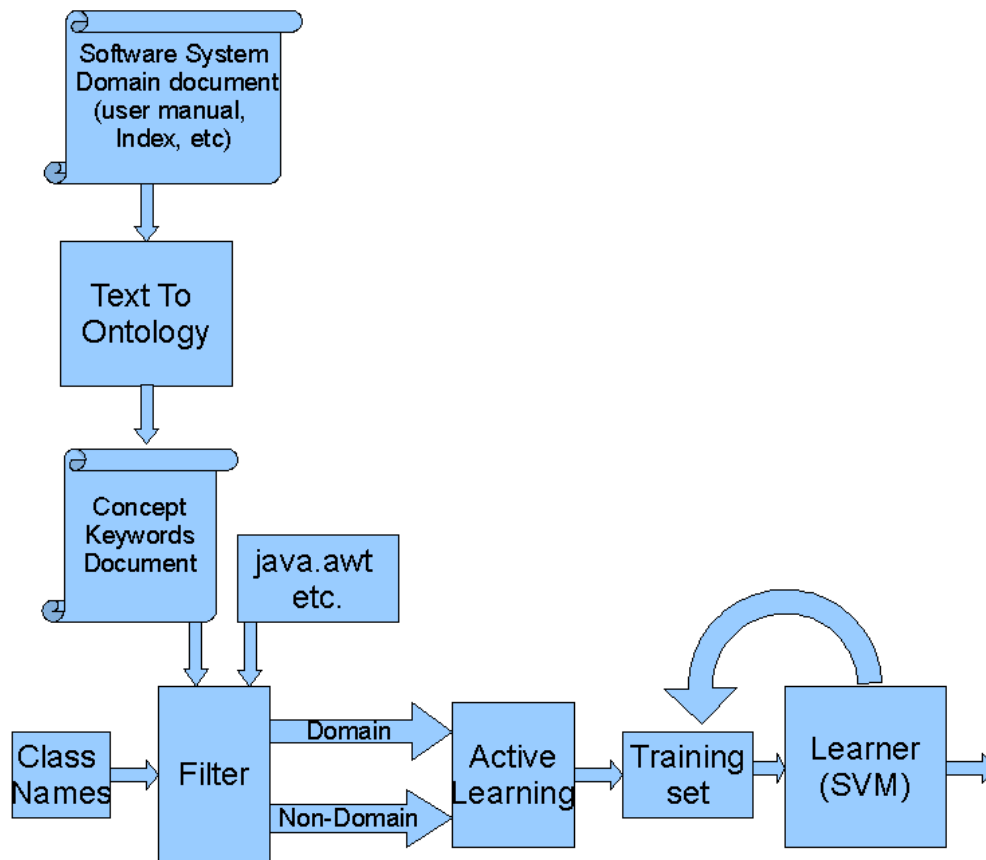 Software System
Domain document
(user manual,
Index, etc)
Text To
Ontology
Concept
Keywords
Document
java.awt
etc.
Class
Names
Filter
Domain
Non-Domain
Active
Learning
Training
set
Learner
(SVM)